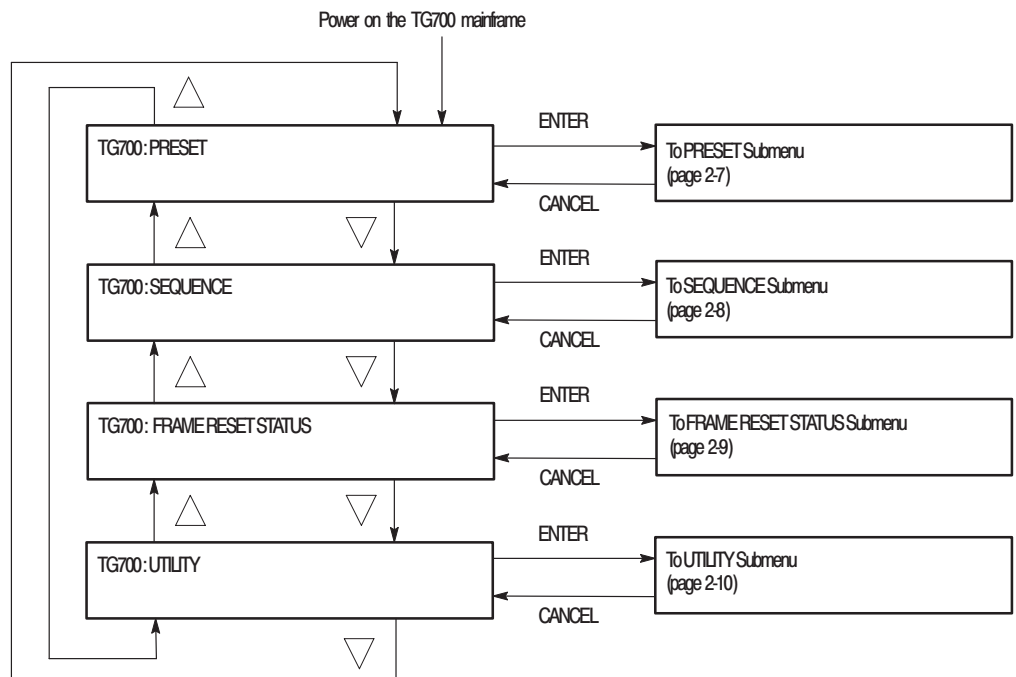 Power on the TG700 mainframe
TG700: PRESET
ENTER
To PRESET Submenu
(page 2-7)
CANCEL
TG700: SEQUENCE
ENTER
To SEQUENCE Submenu
(page 2-8)
CANCEL
TG700: FRAME RESET STATUS
ENTER
To FRAME RESET STATUS Submenu
(page 2-9)
CANCEL
TG700: UTILITY
ENTER
To UTILITY Submenu
(page 2-10)
CANCEL